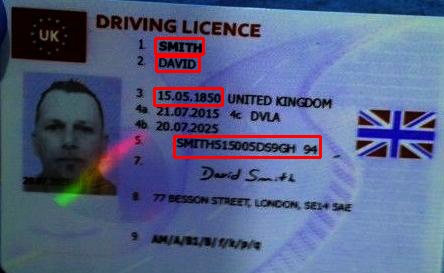 UK
DRIVING LICENCE
1. SMITH
2. DAVID
3. 15.05.1850 UNITED KINGDOM
4a. 21.07.2015 4c. DVLA
4b. 20.07.2025
5. SMITH515005DS9GH 94
7. David Smith
8. 77 BESSON STREET, LONDON, SE14 5AE
9. AM/A/B1/B/f/k/p/q